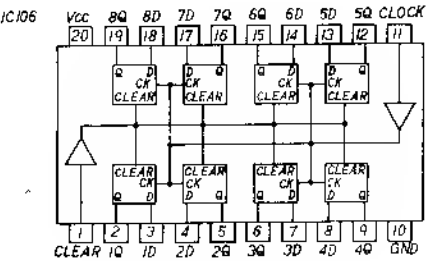 IC106 Vcc 8Q 8D 7D 7Q 6Q 6D 5D 5Q CLOCK
20 19 18 17 16 15 14 13 12 11
Q D D Q Q D D Q
CK CK CK CK
CLEAR CLEAR CLEAR CLEAR
CLEAR CLEAR CLEAR CLEAR
CK CK CK CK
Q D D Q Q D D Q
1 2 3 4 5 6 7 8 9 10
CLEAR 1Q 1D 2D 2Q 3Q 3D 4D 4Q GND